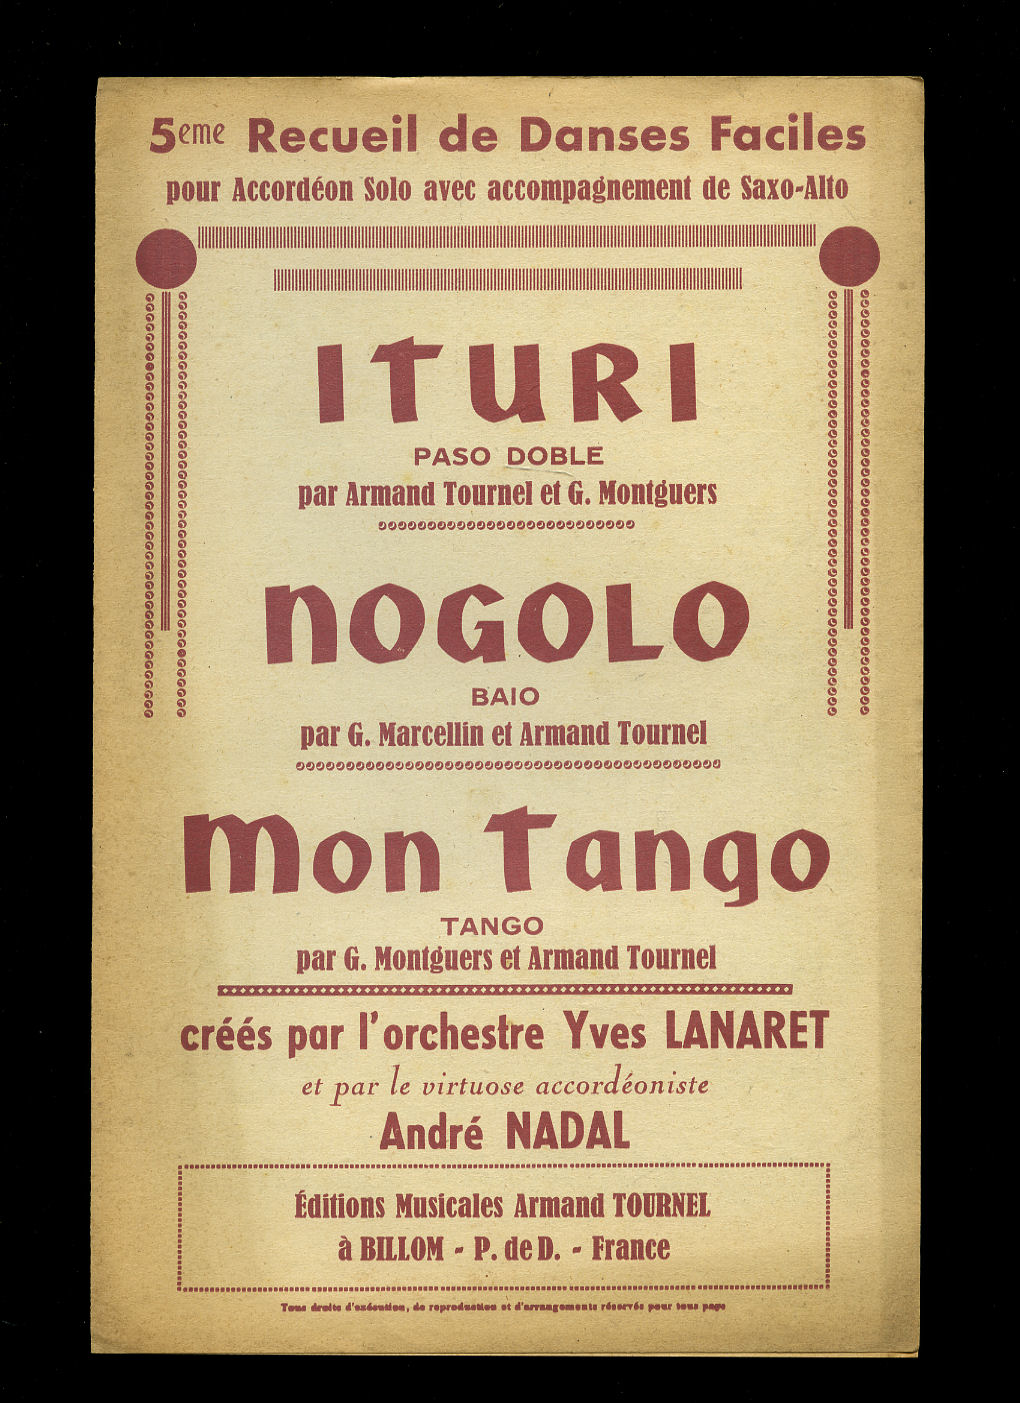 5eme Recueil de Danses Faciles
pour Accordéon Solo avec accompagnement de Saxo-Alto
ITURI
PASO DOBLE
par Armand Tournel et G. Montguers
NOGOLO
BAIO
par G. Marcellin et Armand Tournel
Mon Tango
TANGO
par G. Montguers et Armand Tournel
créés par l'orchestre Yves LANARET
et par le virtuose accordéoniste
André NADAL
Éditions Musicales Armand TOURNEL
à BILLOM - P. de D. - France
Tous droits d'exécution, de reproduction et d'arrangements réservés pour tous pays